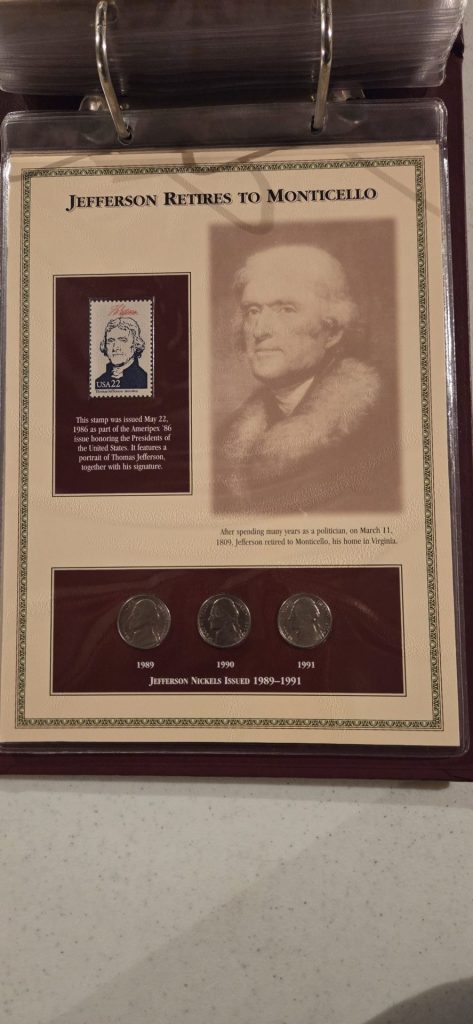 JEFFERSON RETIRES TO MONTICELLO
USA 22
This stamp was issued May 22,
1986 as part of the Ameripex '86
issue honoring the Presidents of
the United States. It features a
portrait of Thomas Jefferson,
together with his signature.
After spending many years as a politician, on March 11,
1809, Jefferson retired to Monticello, his home in Virginia.
1989
1990
1991
JEFFERSON NICKELS ISSUED 1989–1991